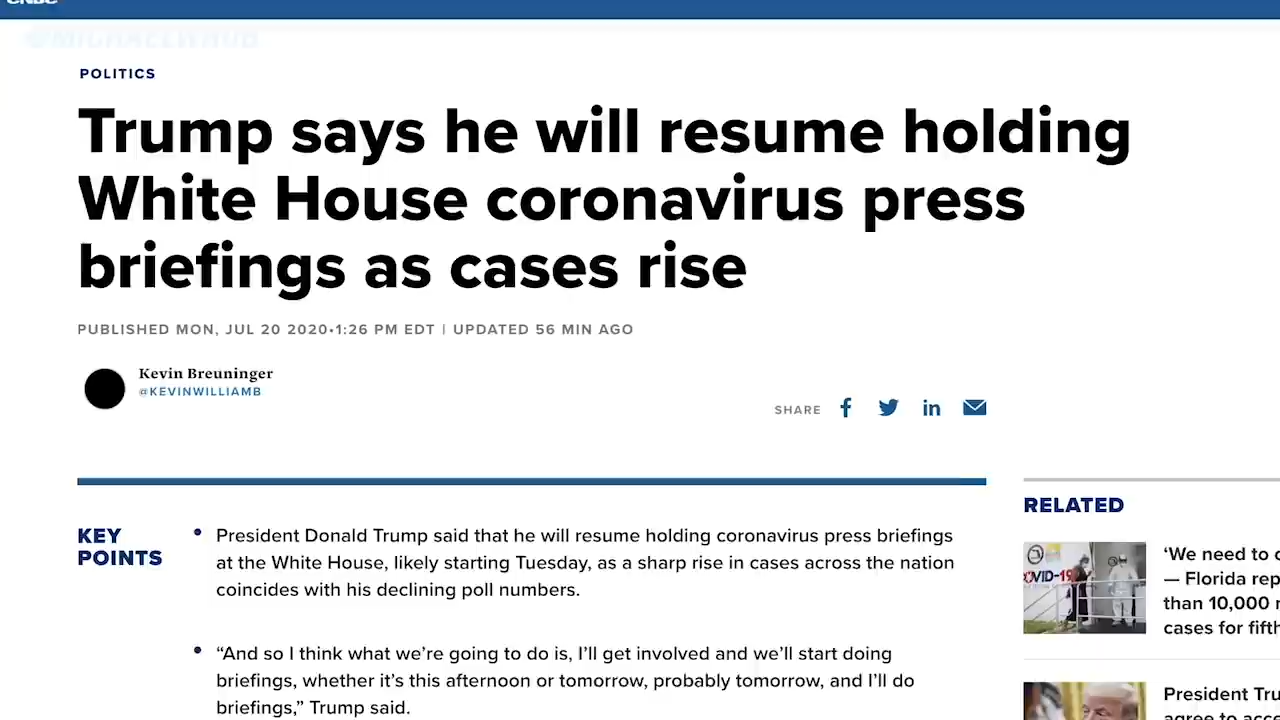 CNBC
POLITICS
Trump says he will resume holding
White House coronavirus press
briefings as cases rise
PUBLISHED MON, JUL 20 2020•1:26 PM EDT | UPDATED 56 MIN AGO
Kevin Breuninger
@KEVINWILLIAMB
SHARE
KEY
POINTS
• President Donald Trump said that he will resume holding coronavirus press briefings
at the White House, likely starting Tuesday, as a sharp rise in cases across the nation
coincides with his declining poll numbers.
• “And so I think what we’re going to do is, I’ll get involved and we’ll start doing
briefings, whether it’s this afternoon or tomorrow, probably tomorrow, and I’ll do
briefings,” Trump said.
RELATED
OVID-19
‘We need to
— Florida rep
than 10,000
cases for fifth
President Tru